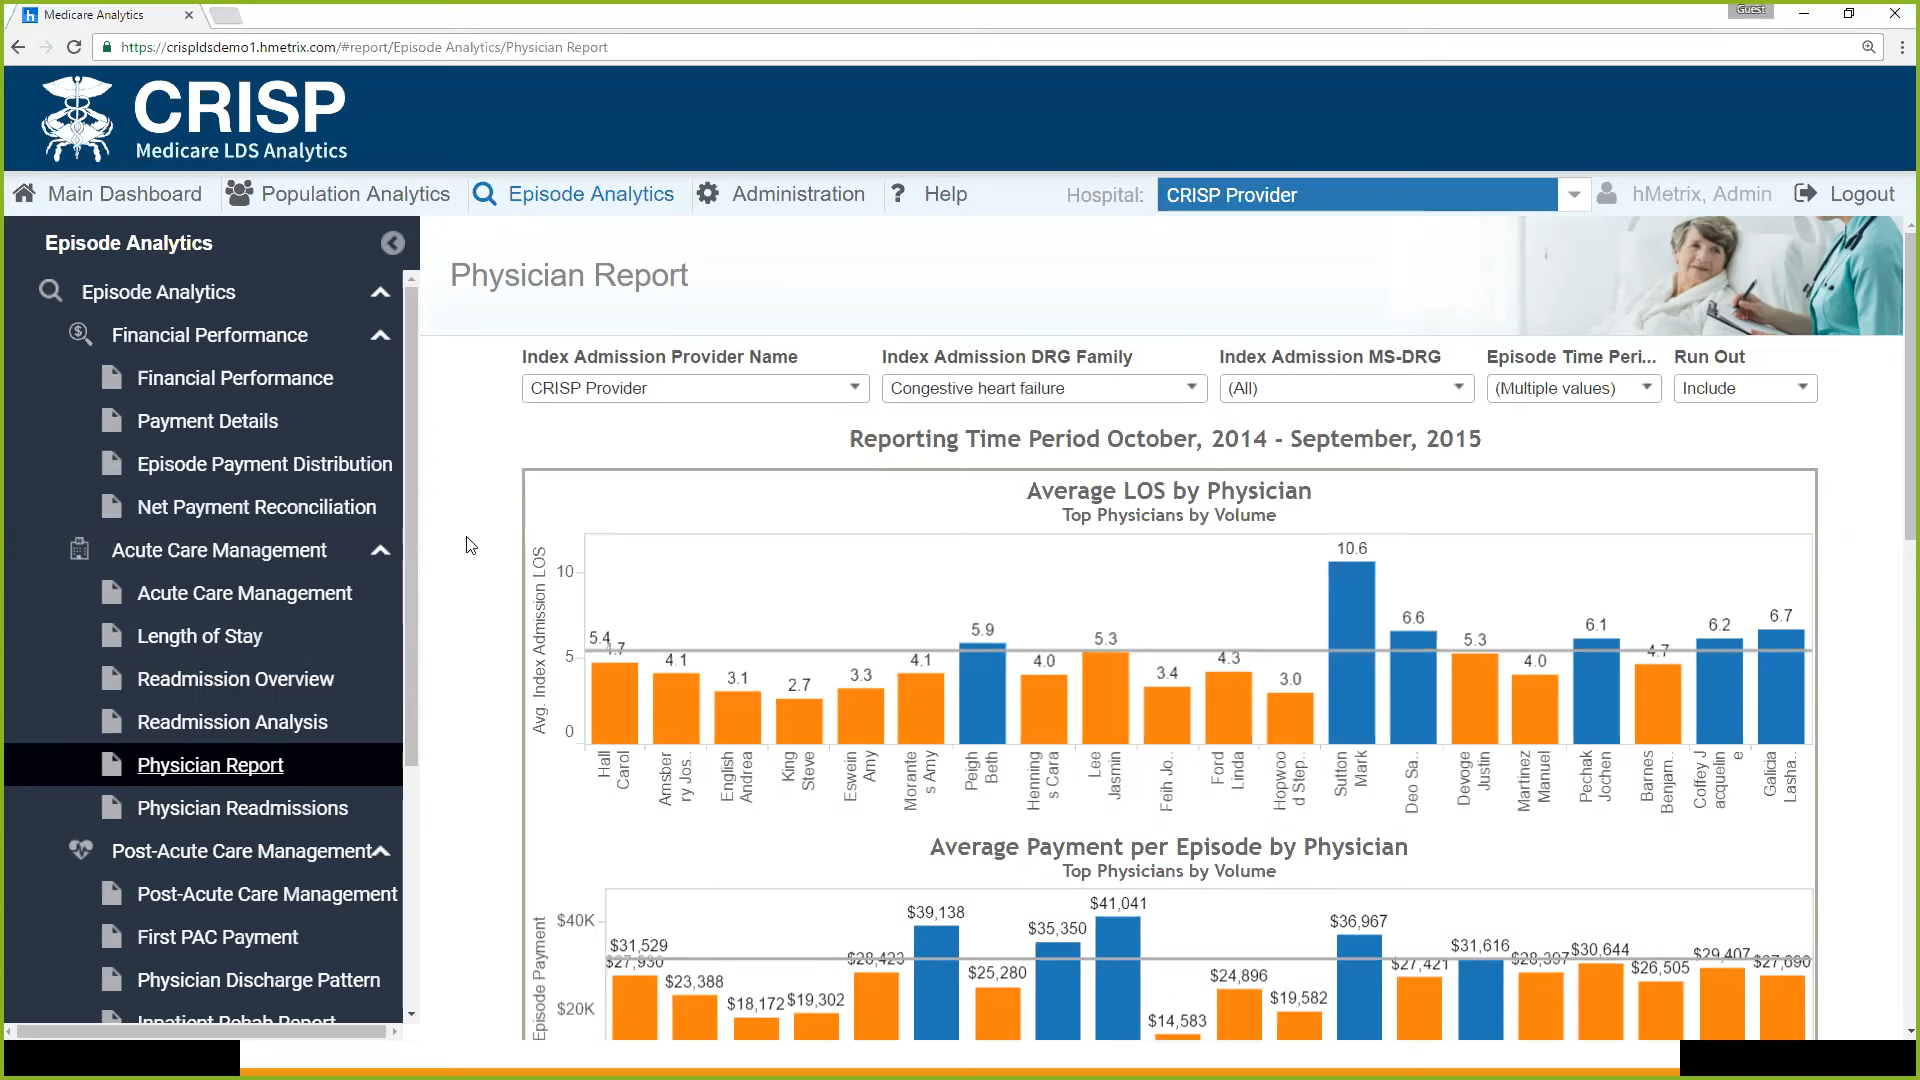 Medicare Analytics
Guest
https://crispldsdemo1.hmetrix.com/#report/Episode Analytics/Physician Report
CRISP
Medicare LDS Analytics
Main Dashboard Population Analytics Episode Analytics Administration ? Help Hospital: CRISP Provider hMetrix, Admin Logout
Episode Analytics
Episode Analytics
Financial Performance
Financial Performance
Payment Details
Episode Payment Distribution
Net Payment Reconciliation
Acute Care Management
Acute Care Management
Length of Stay
Readmission Overview
Readmission Analysis
Physician Report
Physician Readmissions
Post-Acute Care Management
Post-Acute Care Management
First PAC Payment
Physician Discharge Pattern
Inpatient Rehab Report
Physician Report
Index Admission Provider Name Index Admission DRG Family Index Admission MS-DRG Episode Time Peri... Run Out
CRISP Provider Congestive heart failure (All) (Multiple values) Include
Reporting Time Period October, 2014 - September, 2015
Average LOS by Physician
Top Physicians by Volume
Avg. Index Admission LOS
10
5
0
5.4
4.7 4.1 3.1 2.7 3.3 4.1 5.9 4.0 5.3 3.4 4.3 3.0 10.6 6.6 5.3 4.0 6.1 4.7 6.2 6.7
Hall
Carol
Arnsber
ry Jos.
English
Andrea
King
Steve
Eswein
Amy
Morante
s Amy
Peigh
Beth
Henning
s Cara
Lee
Jasmin
Feih Jo..
Ford
Linda
Hopwoo
d Step..
Sutton
Mark
Deo Sa..
Devoge
Justin
Martinez
Manuel
Pechak
Jochen
Barnes
Benjam..
Coffey J
acquelin
e
Galicia
Lasha..
Average Payment per Episode by Physician
Top Physicians by Volume
Episode Payment
$40K
$20K
$31,529
$27,930 $23,388 $18,172 $19,302 $28,423 $39,138 $25,280 $35,350 $41,041 $14,583 $24,896 $19,582 $36,967 $27,421 $31,616 $28,397 $30,644 $26,505 $29,407 $27,690